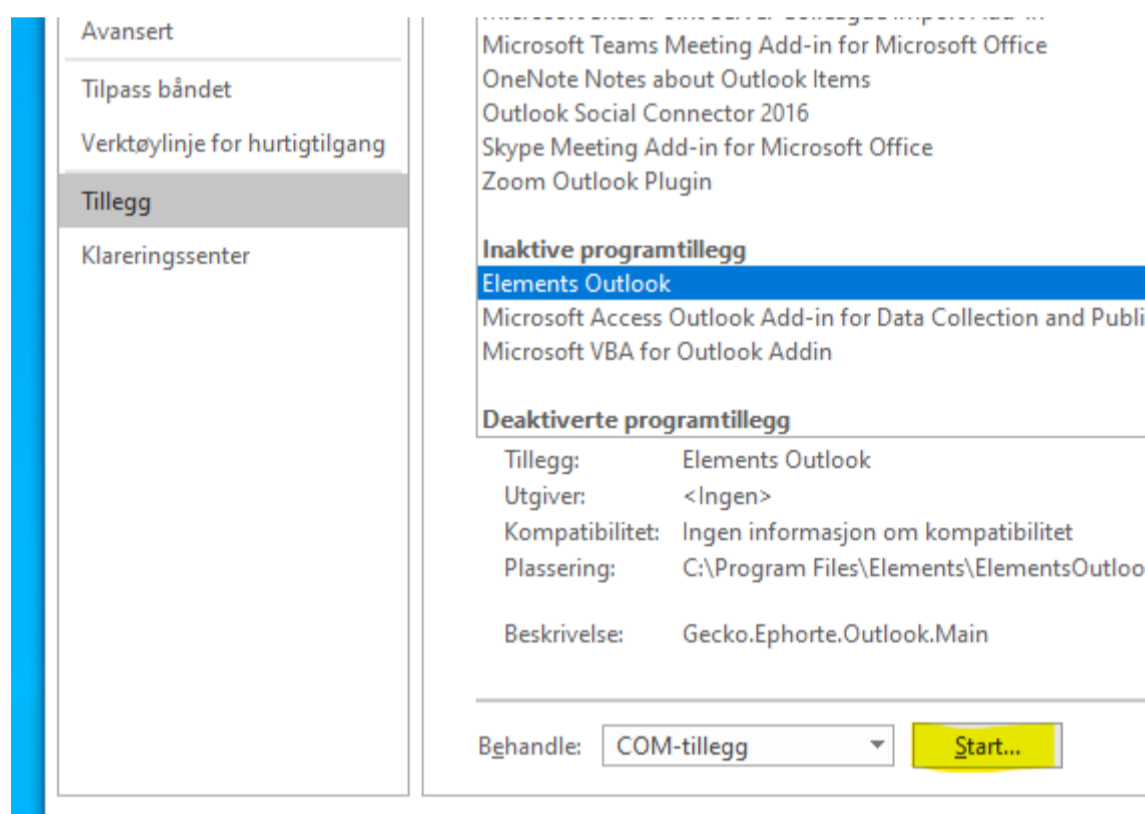 Avansert
Tilpass båndet
Verktøylinje for hurtigtilgang
Tillegg
Klareringssenter
Microsoft Teams Meeting Add-in for Microsoft Office
OneNote Notes about Outlook Items
Outlook Social Connector 2016
Skype Meeting Add-in for Microsoft Office
Zoom Outlook Plugin
Inaktive programtillegg
Elements Outlook
Microsoft Access Outlook Add-in for Data Collection and Publi
Microsoft VBA for Outlook Addin
Deaktiverte programtillegg
Tillegg: Elements Outlook
Utgiver: <Ingen>
Kompatibilitet: Ingen informasjon om kompatibilitet
Plassering: C:\Program Files\Elements\ElementsOutloo
Beskrivelse: Gecko.Ephorte.Outlook.Main
Behandle: COM-tillegg Start...